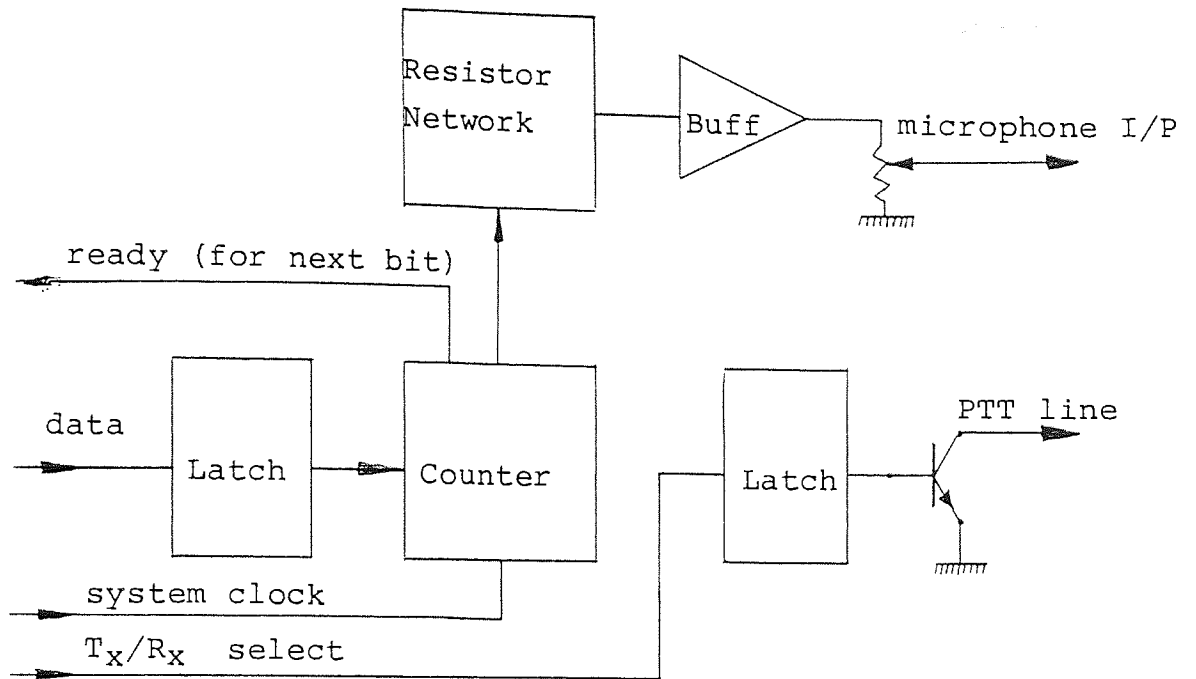 Resistor
Network
Buff
microphone I/P
ready (for next bit)
data
Latch
Counter
Latch
PTT line
system clock
Tx/Rx select